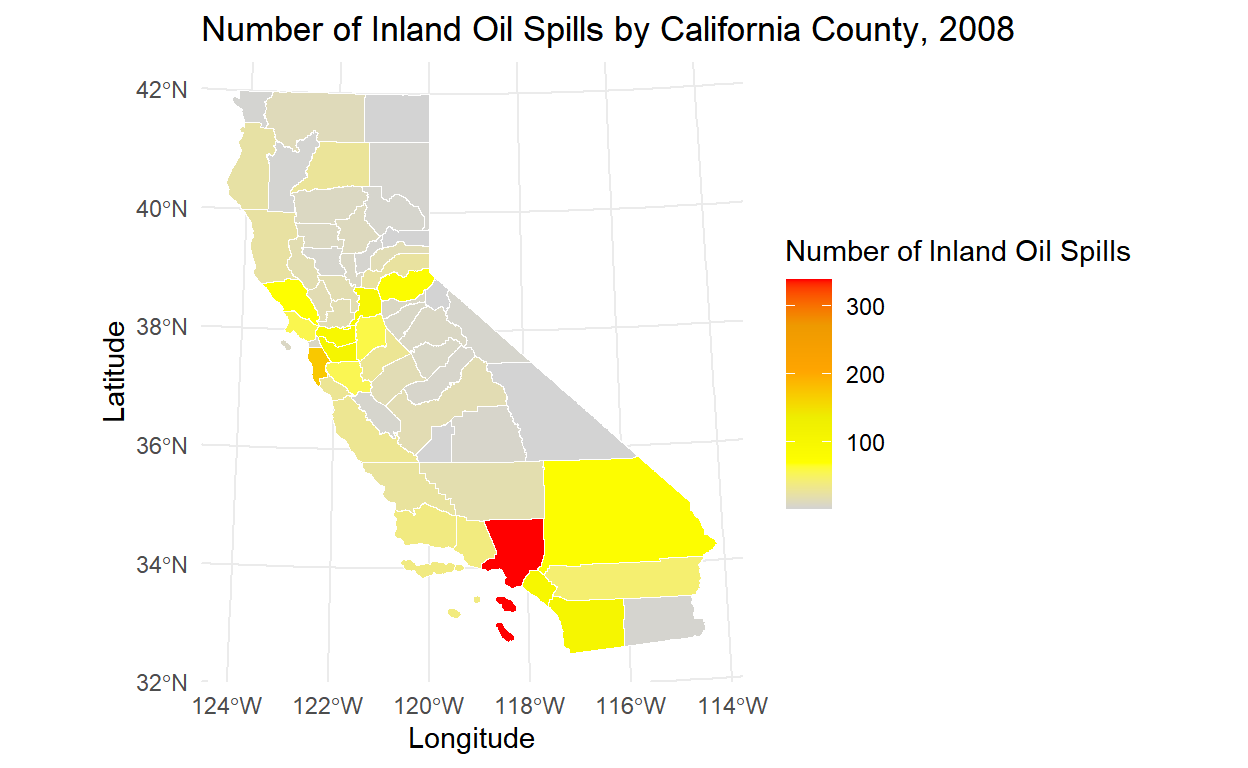 Number of Inland Oil Spills by California County, 2008
42°N
40°N
38°N
36°N
34°N
32°N
Latitude
124°W 122°W 120°W 118°W 116°W 114°W
Longitude
Number of Inland Oil Spills
300
200
100